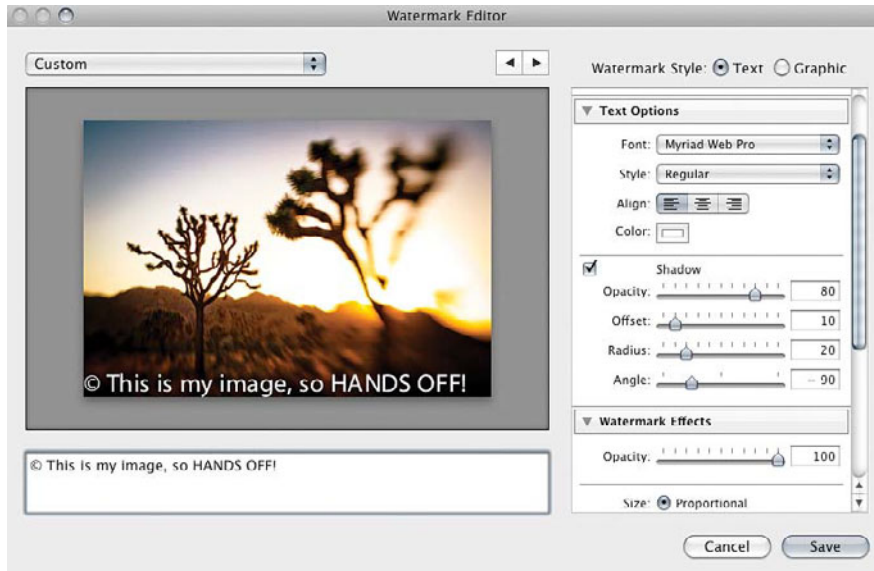 Watermark Editor
Custom
Watermark Style: Text Graphic
Text Options
Font: Myriad Web Pro
Style: Regular
Align:
Color:
Shadow
Opacity: 80
Offset: 10
Radius: 20
Angle: – 90
Watermark Effects
Opacity: 100
Size: Proportional
© This is my image, so HANDS OFF!
© This is my image, so HANDS OFF!
Cancel Save